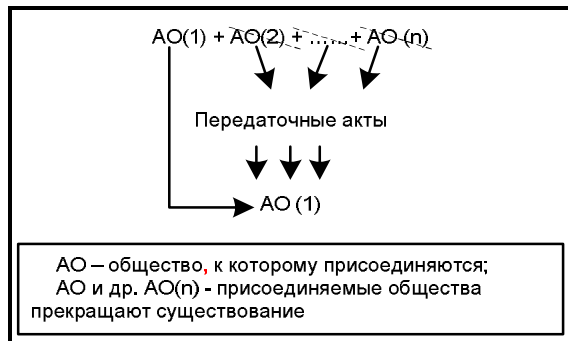 АО(1) + АО(2) + ...... + АО (n)
Передаточные акты
АО (1)
АО – общество, к которому присоединяются;
АО и др. АО(n) - присоединяемые общества
прекращают существование